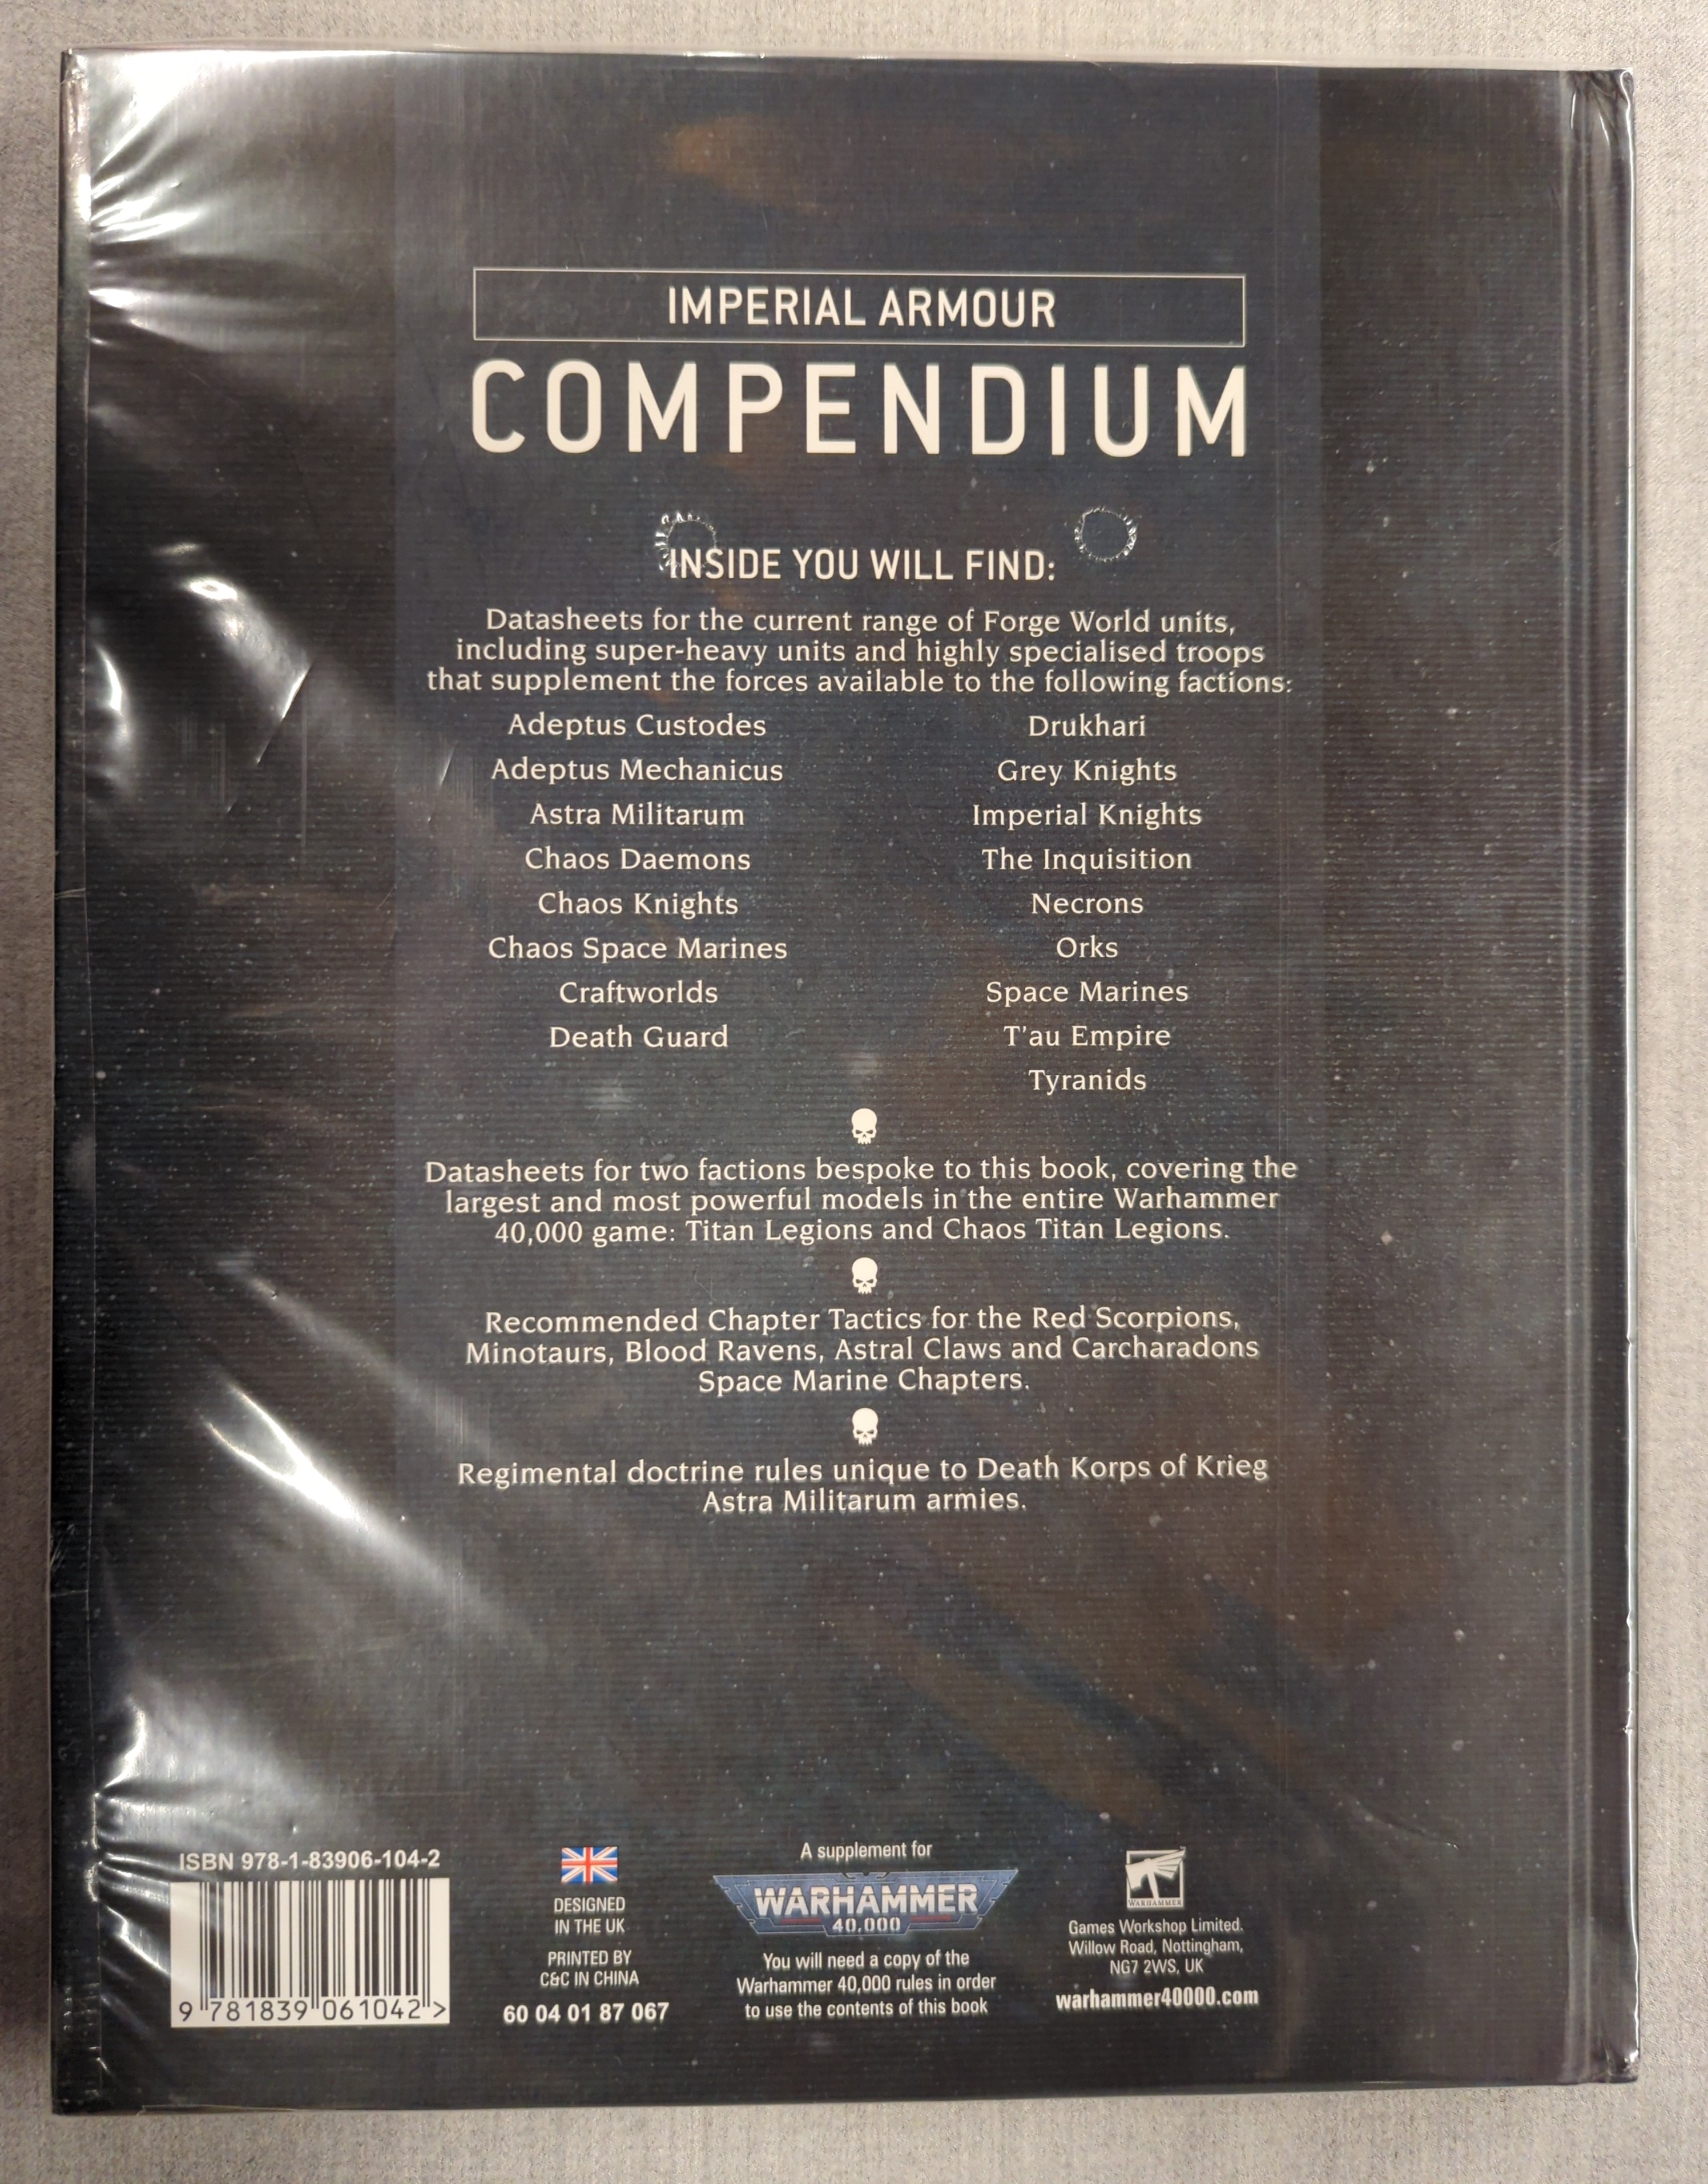 IMPERIAL ARMOUR
COMPENDIUM
INSIDE YOU WILL FIND:
Datasheets for the current range of Forge World units,
including super-heavy units and highly specialised troops
that supplement the forces available to the following factions:
Adeptus Custodes
Adeptus Mechanicus
Astra Militarum
Chaos Daemons
Chaos Knights
Chaos Space Marines
Craftworlds
Death Guard
Drukhari
Grey Knights
Imperial Knights
The Inquisition
Necrons
Orks
Space Marines
T'au Empire
Tyranids
Datasheets for two factions bespoke to this book, covering the
largest and most powerful models in the entire Warhammer
40,000 game: Titan Legions and Chaos Titan Legions.
Recommended Chapter Tactics for the Red Scorpions,
Minotaurs, Blood Ravens, Astral Claws and Carcharadons
Space Marine Chapters.
Regimental doctrine rules unique to Death Korps of Krieg
Astra Militarum armies.
ISBN 978-1-83906-104-2
9 781839 061042 >
DESIGNED
IN THE UK
PRINTED BY
C&C IN CHINA
60 04 01 87 067
A supplement for
WARHAMMER
40,000
You will need a copy of the
Warhammer 40,000 rules in order
to use the contents of this book
WARHAMMER
Games Workshop Limited.
Willow Road, Nottingham,
NG7 2WS, UK
warhammer40000.com